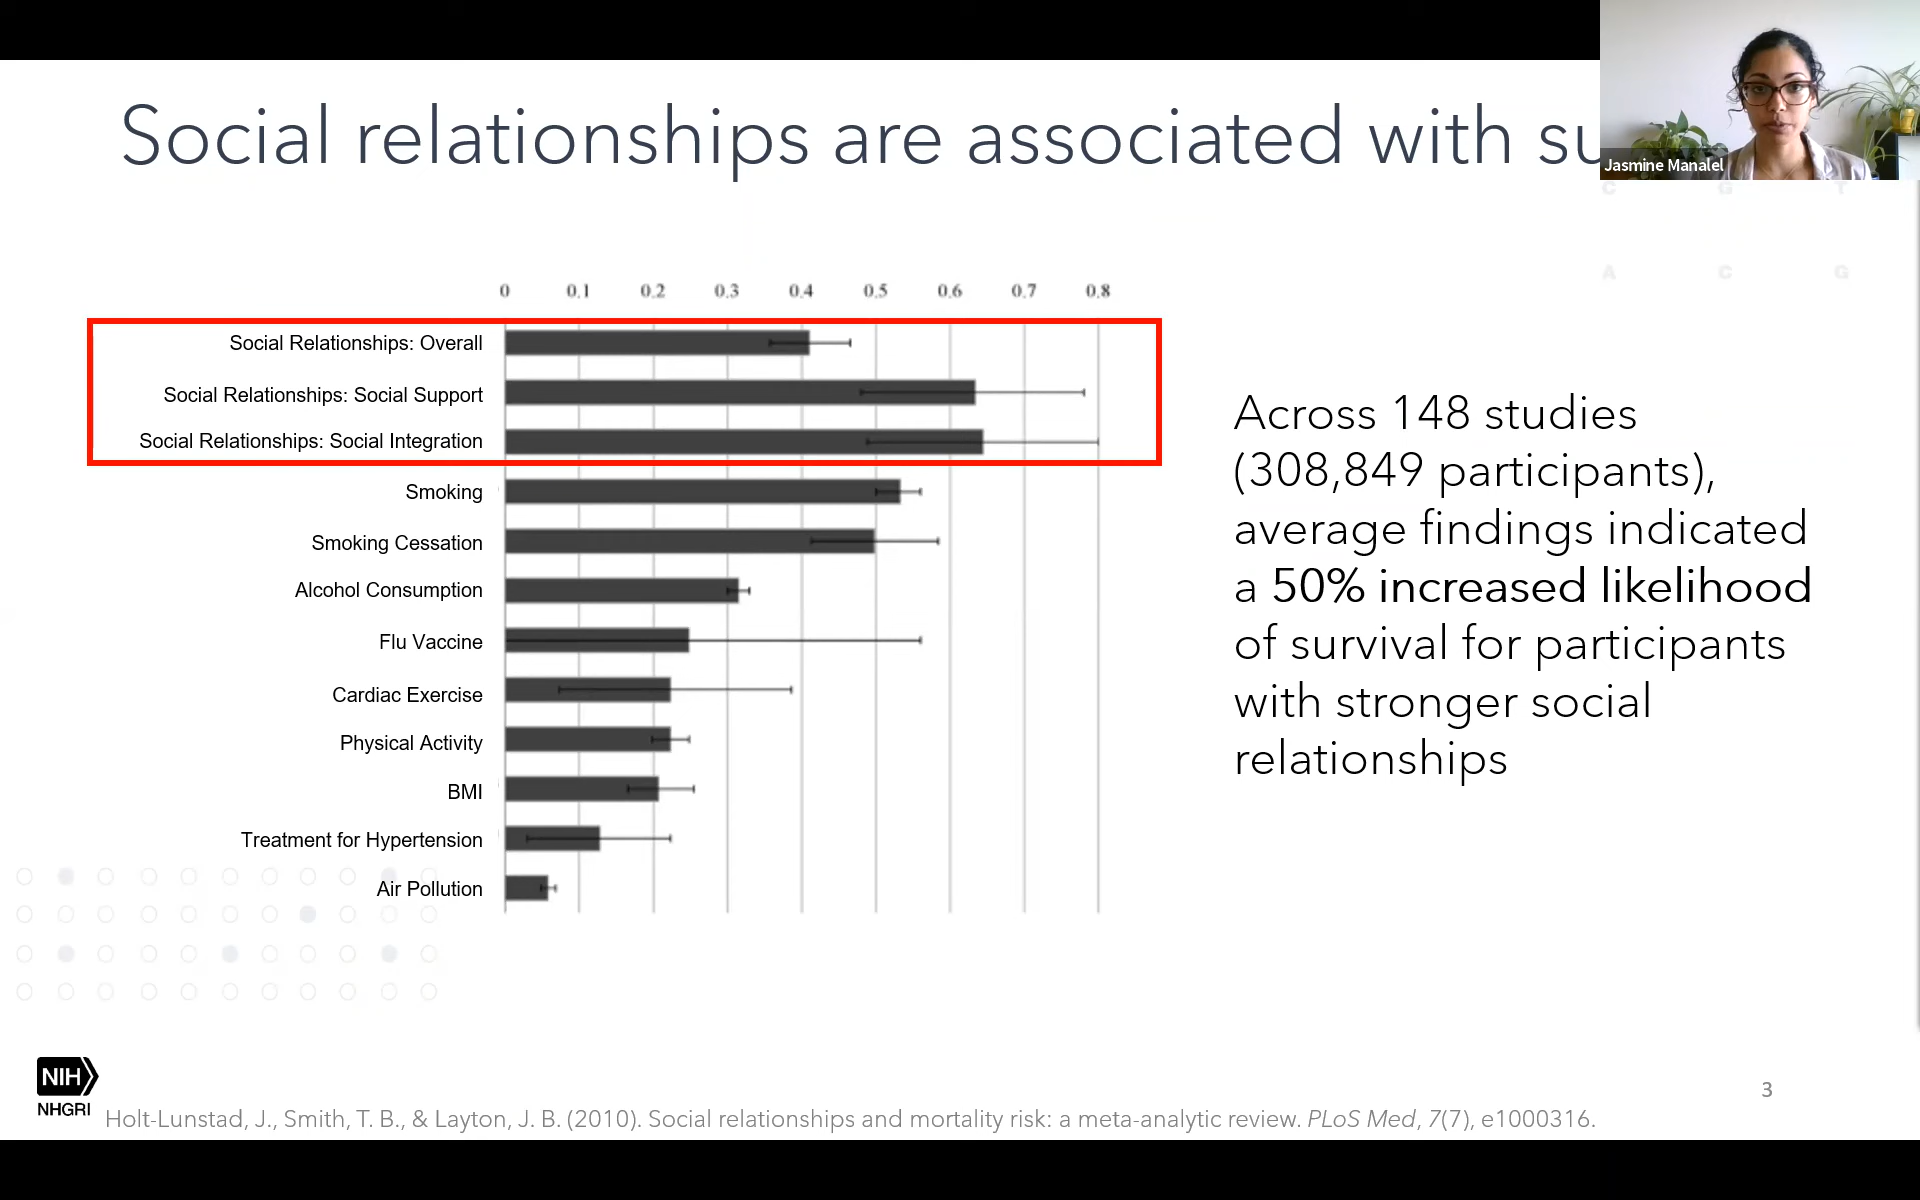 Social relationships are associated with su
Jasmine Manalel
C G T
A C G
0 0.1 0.2 0.3 0.4 0.5 0.6 0.7 0.8
Social Relationships: Overall
Social Relationships: Social Support
Social Relationships: Social Integration
Smoking
Smoking Cessation
Alcohol Consumption
Flu Vaccine
Cardiac Exercise
Physical Activity
BMI
Treatment for Hypertension
Air Pollution
Across 148 studies
(308,849 participants),
average findings indicated
a 50% increased likelihood
of survival for participants
with stronger social
relationships
NIH
NHGRI
Holt-Lunstad, J., Smith, T. B., & Layton, J. B. (2010). Social relationships and mortality risk: a meta-analytic review. PLoS Med, 7(7), e1000316.
3